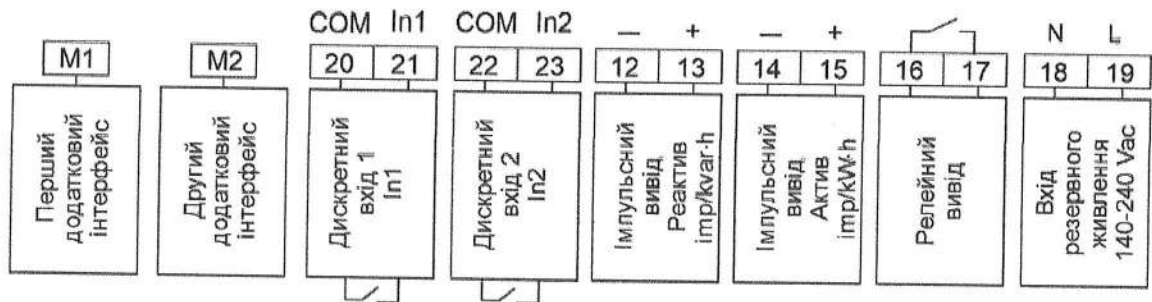 COM In1 COM In2 — + — + N L
M1 M2 20 21 22 23 12 13 14 15 16 17 18 19
Перший
додатковий
інтерфейс
Другий
додатковий
інтерфейс
Дискретний
вхід 1
In1
Дискретний
вхід 2
In2
Імпульсний
вивід
Реактив
imp/kvar·h
Імпульсний
вивід
Актив
imp/kW·h
Релейний
вивід
Вхід
резервного
живлення
140-240 Vac